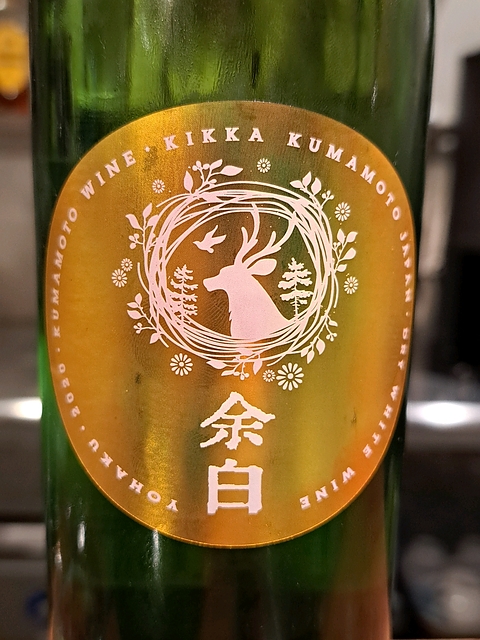 YOHAKU · 2020 · KUMAMOTO WINE · KIKKA KUMAMOTO JAPAN · DRY WHITE WINE
余白